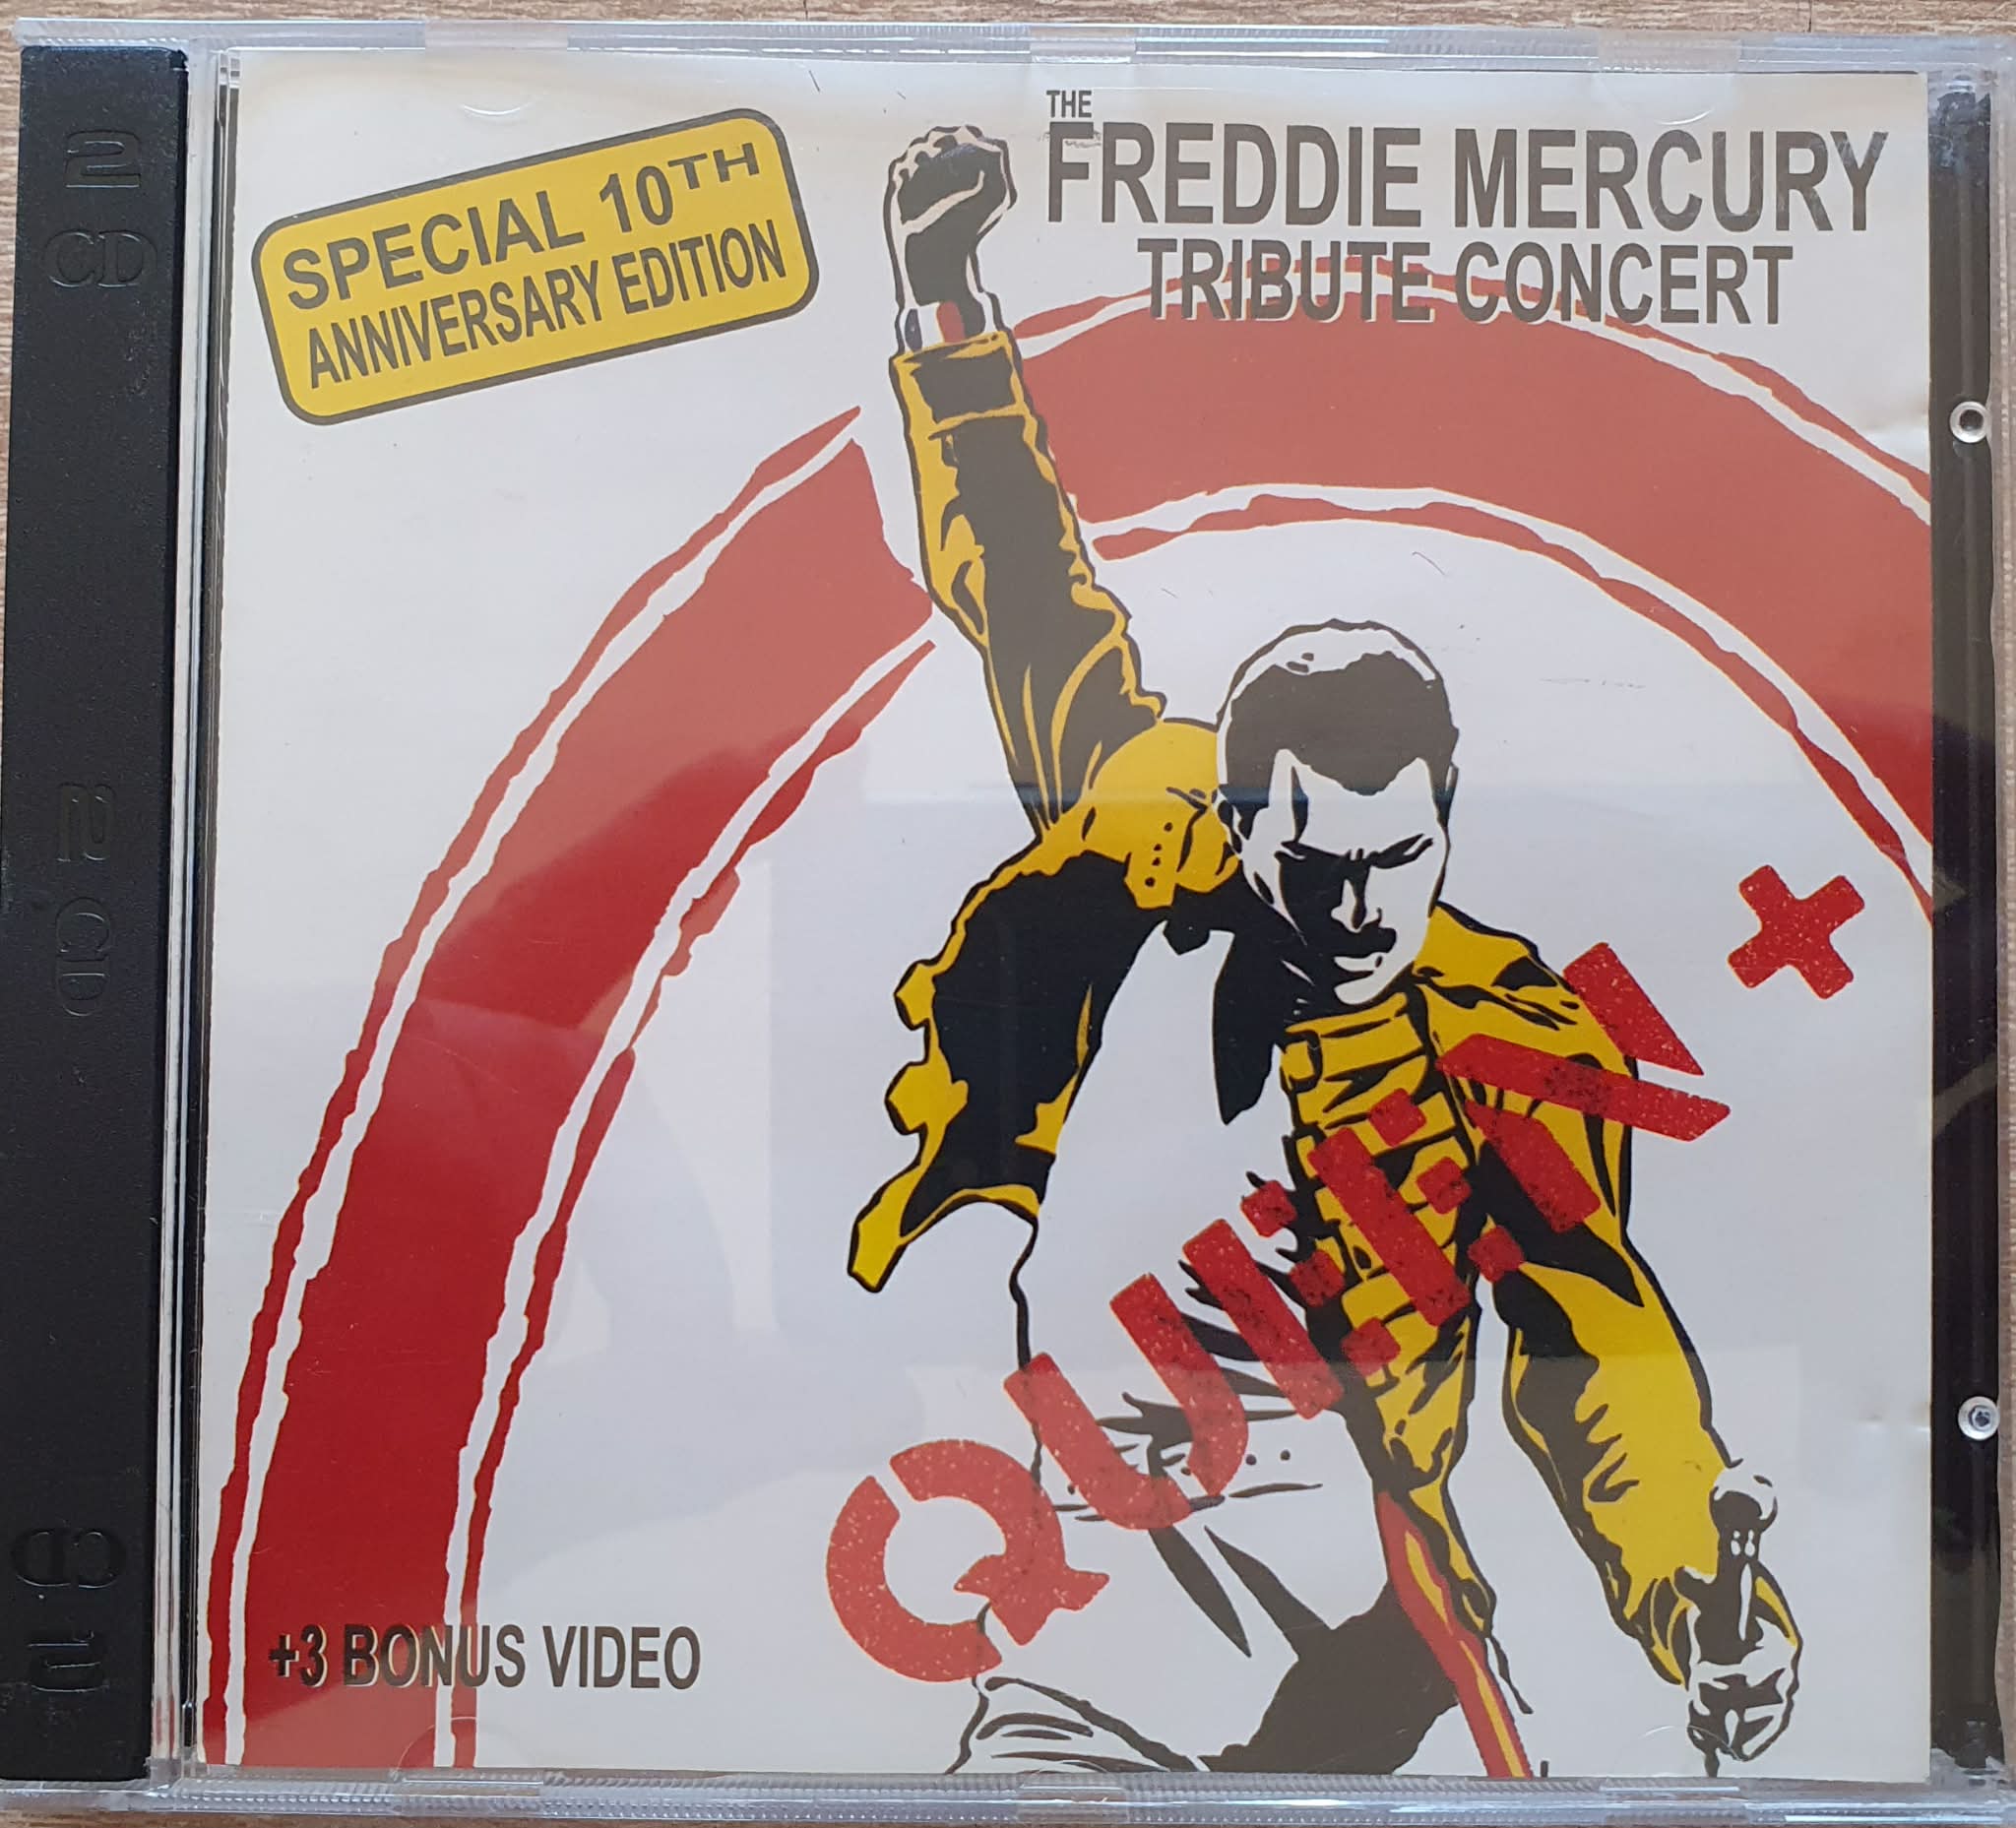 THE
FREDDIE MERCURY
TRIBUTE CONCERT
SPECIAL 10TH
ANNIVERSARY EDITION
QUEEN +
+3 BONUS VIDEO
2
CD
2 CD
2
CD